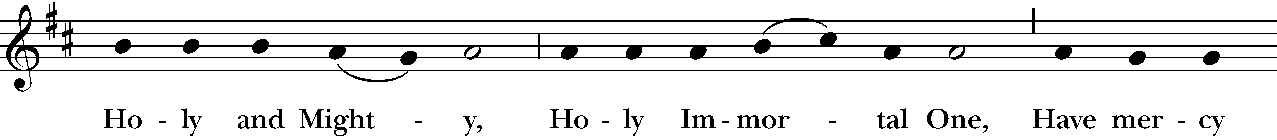 Ho - ly and Might - y, Ho - ly Im - mor - tal One, Have mer - cy